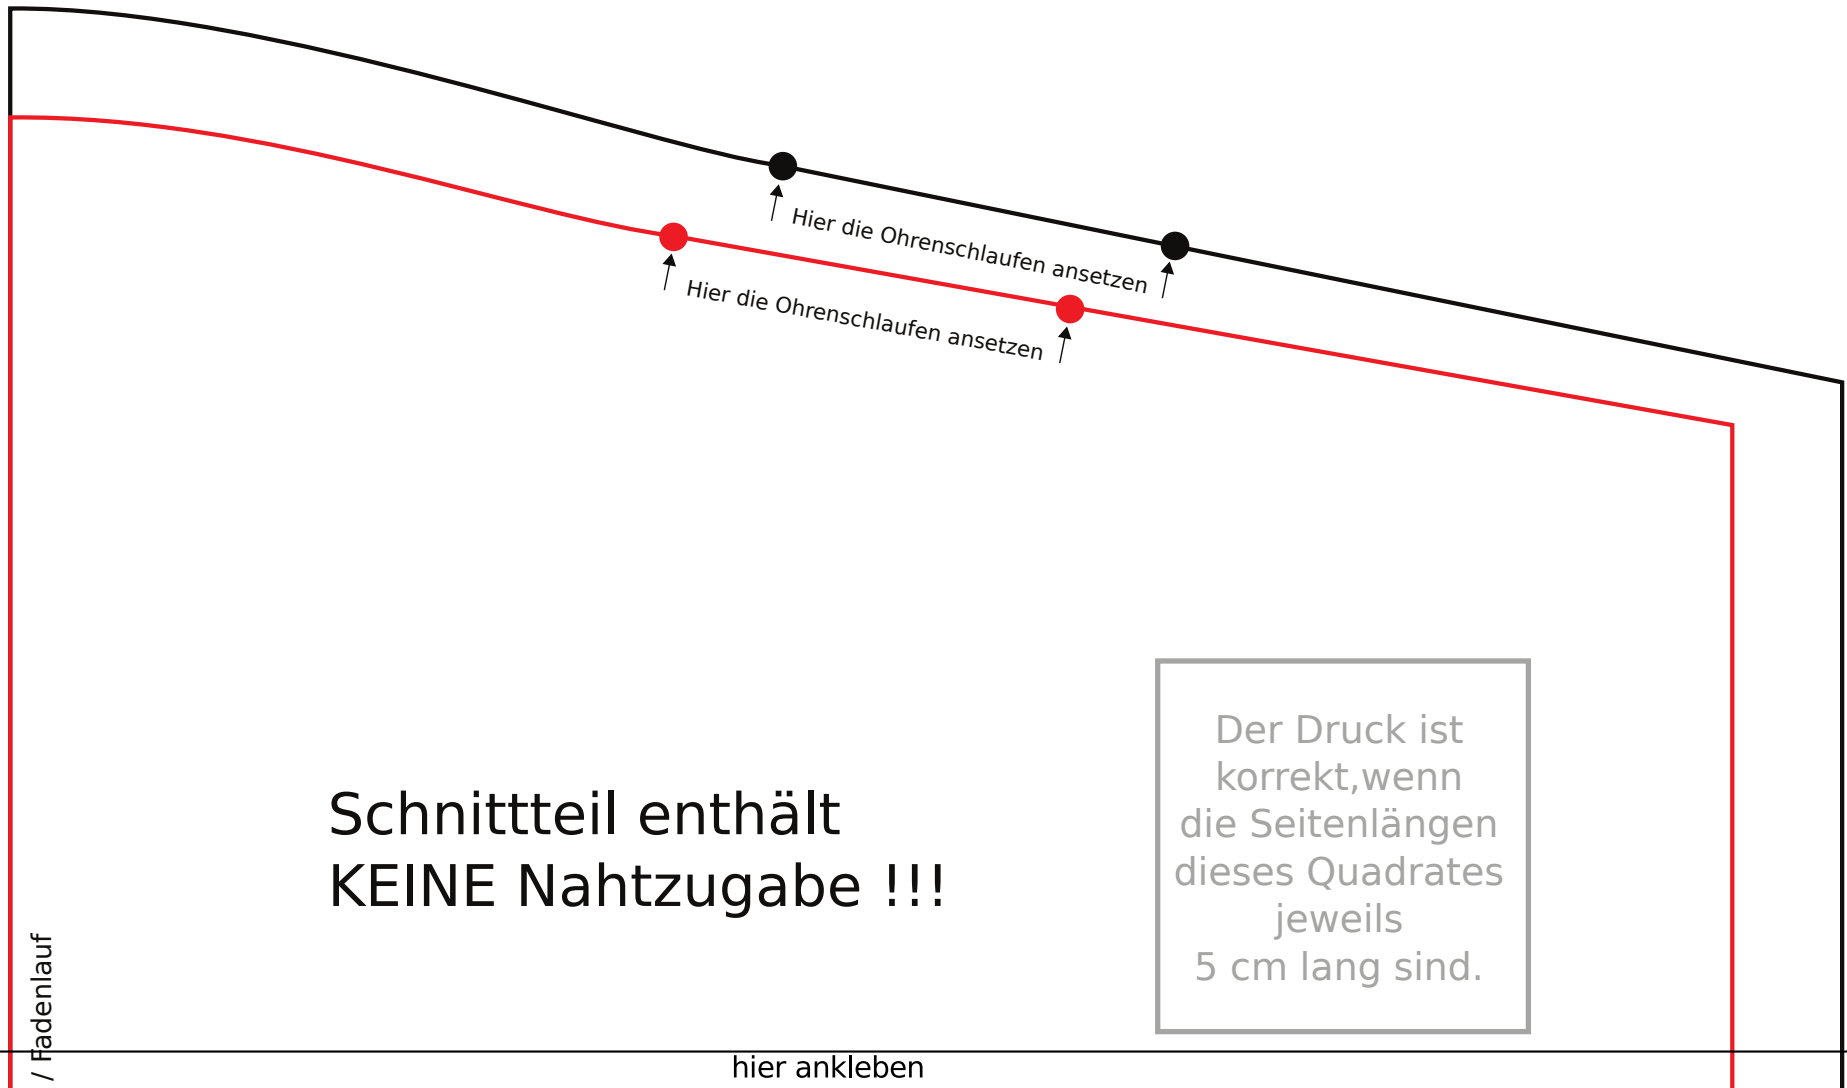 Hier die Ohrenschlaufen ansetzen
Hier die Ohrenschlaufen ansetzen
Schnittteil enthält
KEINE Nahtzugabe !!!
Der Druck ist
korrekt,wenn
die Seitenlängen
dieses Quadrates
jeweils
5 cm lang sind.
/ Fadenlauf
hier ankleben